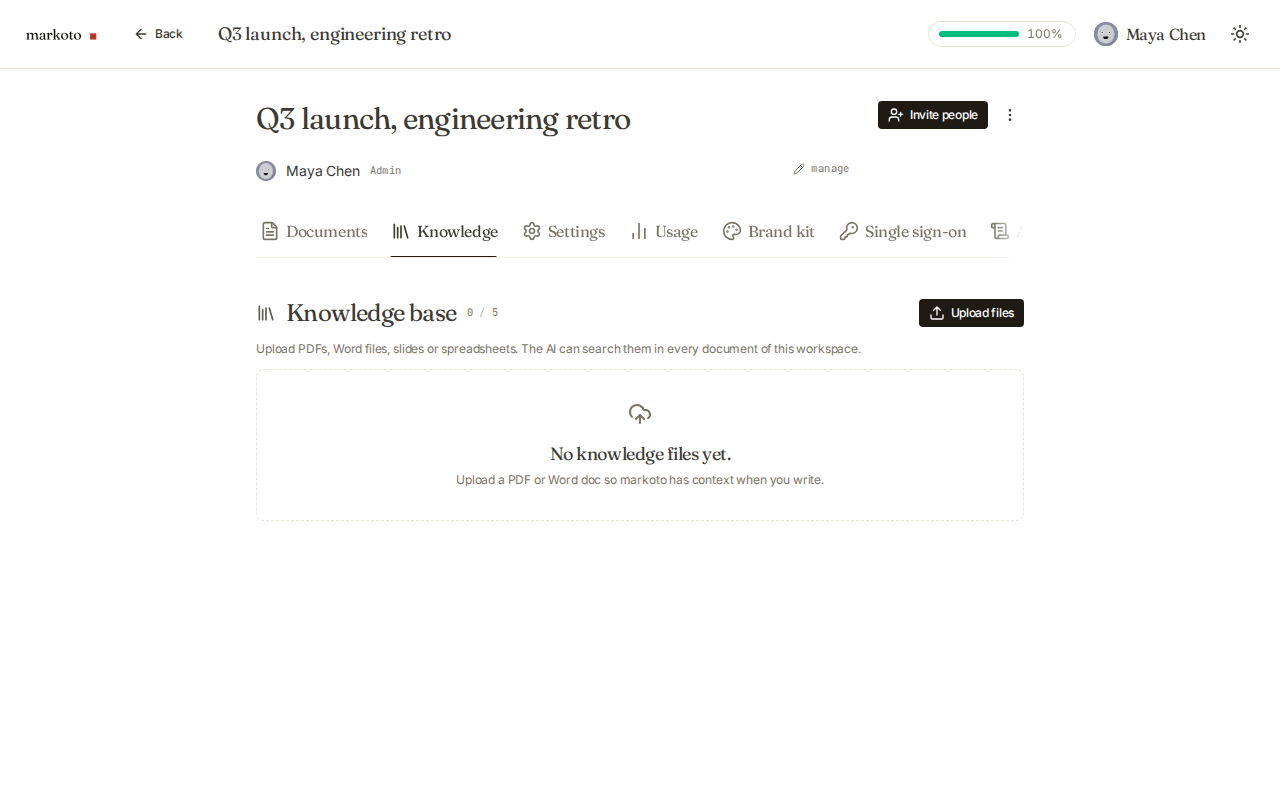 markoto
Back
Q3 launch, engineering retro
100%
Maya Chen
Q3 launch, engineering retro
Invite people
Maya Chen Admin
manage
Documents Knowledge Settings Usage Brand kit Single sign-on
Knowledge base 0 / 5
Upload files
Upload PDFs, Word files, slides or spreadsheets. The AI can search them in every document of this workspace.
No knowledge files yet.
Upload a PDF or Word doc so markoto has context when you write.